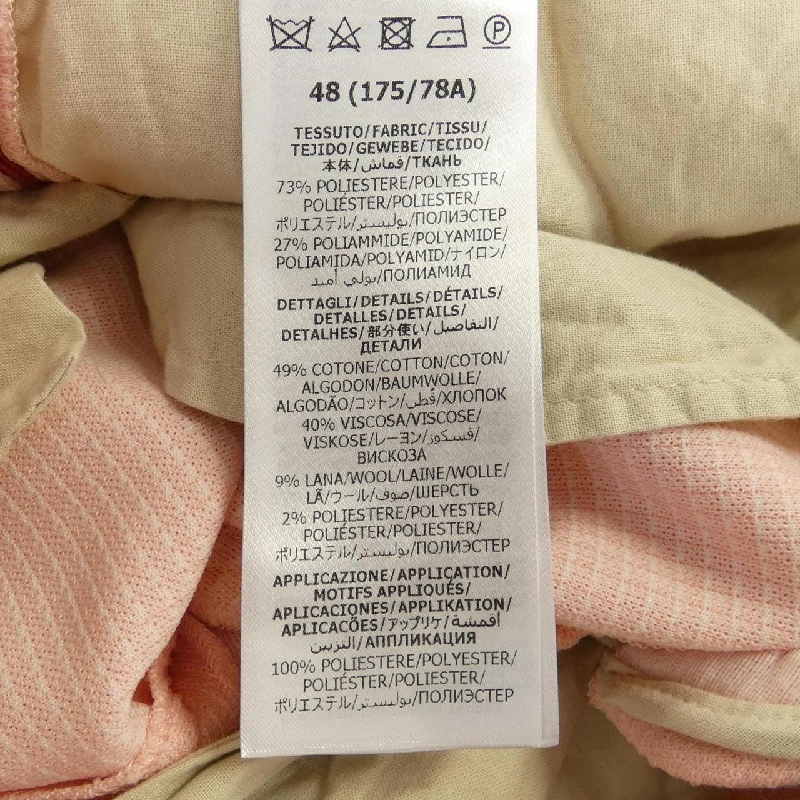 P
48 (175/78A)
TESSUTO/FABRIC/TISSU/
TEJIDO/GEWEBE/TECIDO/
本体/قماش/ТКАНЬ
73% POLIESTERE/POLYESTER/
POLIÉSTER/POLIESTER/
ポリエステル/بوليستر/ПОЛИЭСТЕР
27% POLIAMMIDE/POLYAMIDE/
POLIAMIDA/POLYAMID/ナイロン/
بولي أميد/ПОЛИАМИД
DETTAGLI/DETAILS/DÉTAILS/
DETALLES/DETAILS/
DETALHES/部分使い/التفاصيل/
ДЕТАЛИ
49% COTONE/COTTON/COTON/
ALGODON/BAUMWOLLE/
ALGODÃO/コットン/قطن/ХЛОПОК
40% VISCOSA/VISCOSE/
VISKOSE/レーヨン/فسكوز/
ВИСКОЗА
9% LANA/WOOL/LAINE/WOLLE/
LÃ/ウール/صوف/ШЕРСТЬ
2% POLIESTERE/POLYESTER/
POLIÉSTER/POLIESTER/
ポリエステル/بوليستر/ПОЛИЭСТЕР
APPLICAZIONE/APPLICATION/
MOTIFS APPLIQUÉS/
APLICACIONES/APPLIKATION/
APLICACÕES/アップリケ/أقمشة
التزيين/АППЛИКАЦИЯ
100% POLIESTERE/POLYESTER/
POLIÉSTER/POLIESTER/
ポリエステル/بوليستر/ПОЛИЭСТЕР